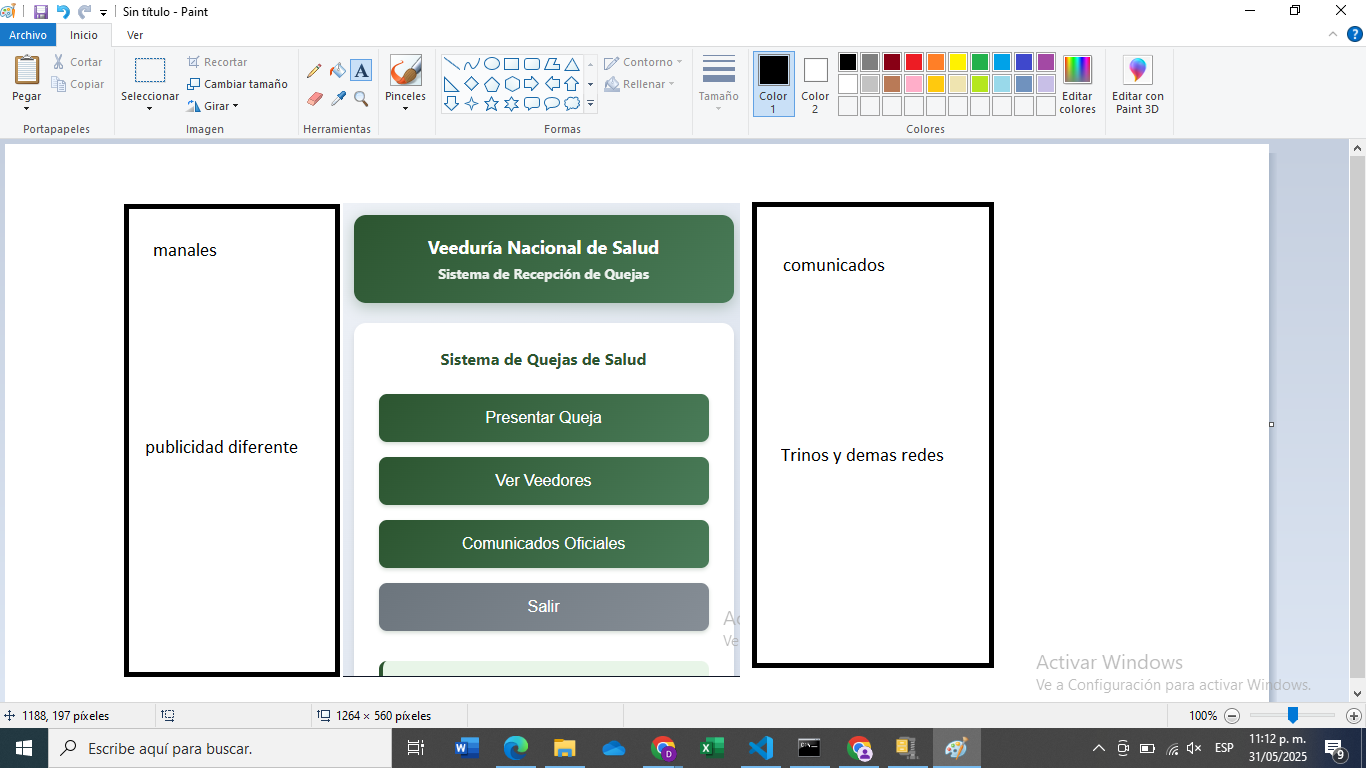 Sin título - Paint
Archivo
Inicio
Ver
Pegar
Cortar
Copiar
Portapapeles
Seleccionar
Recortar
Cambiar tamaño
Girar
Imagen
A
Herramientas
Pinceles
Contorno
Rellenar
Formas
Tamaño
Color 1
Color 2
Editar colores
Colores
Editar con Paint 3D
manales
publicidad diferente
Veeduría Nacional de Salud
Sistema de Recepción de Quejas
Sistema de Quejas de Salud
Presentar Queja
Ver Veedores
Comunicados Oficiales
Salir
Ac
Ve
comunicados
Trinos y demas redes
Activar Windows
Ve a Configuración para activar Windows.
1188, 197 píxeles
1264 × 560 píxeles
100%
Escribe aquí para buscar.
ESP
11:12 p. m.
31/05/2025
9